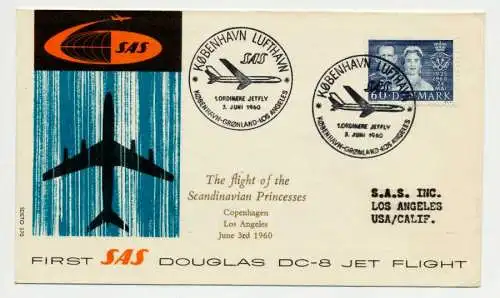 SAS
KØBENHAVN LUFTHAVN
SAS
1.ORDINÆRE JETFLY
3. JUNI 1960
KØBENHAVN-GRØNLAND-LOS ANGELES
KØBENHAVN LUFTHAVN
1.ORDINÆRE JETFLY
3. JUNI 1960
KØBENHAVN-GRØNLAND-LOS ANGELES
60 DANMARK
The flight of the
Scandinavian Princesses
Copenhagen
Los Angeles
June 3rd 1960
S.A.S. INC.
LOS ANGELES
USA/CALIF.
FIRST SAS DOUGLAS DC-8 JET FLIGHT